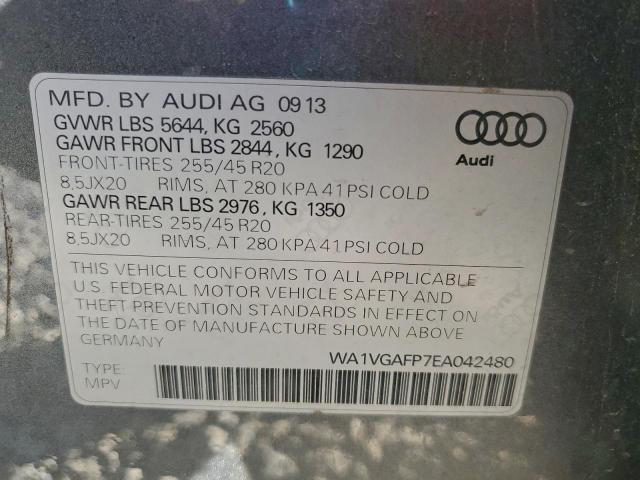 MFD. BY AUDI AG 0913
GVWR LBS 5644, KG 2560
GAWR FRONT LBS 2844, KG 1290
FRONT-TIRES 255/45 R20
8,5JX20 RIMS, AT 280 KPA 41 PSI COLD
GAWR REAR LBS 2976, KG 1350
REAR-TIRES 255/45 R20
8,5JX20 RIMS, AT 280 KPA 41 PSI COLD
Audi
THIS VEHICLE CONFORMS TO ALL APPLICABLE
U.S. FEDERAL MOTOR VEHICLE SAFETY AND
THEFT PREVENTION STANDARDS IN EFFECT ON
THE DATE OF MANUFACTURE SHOWN ABOVE
GERMANY
WA1VGAFP7EA042480
TYPE:
MPV